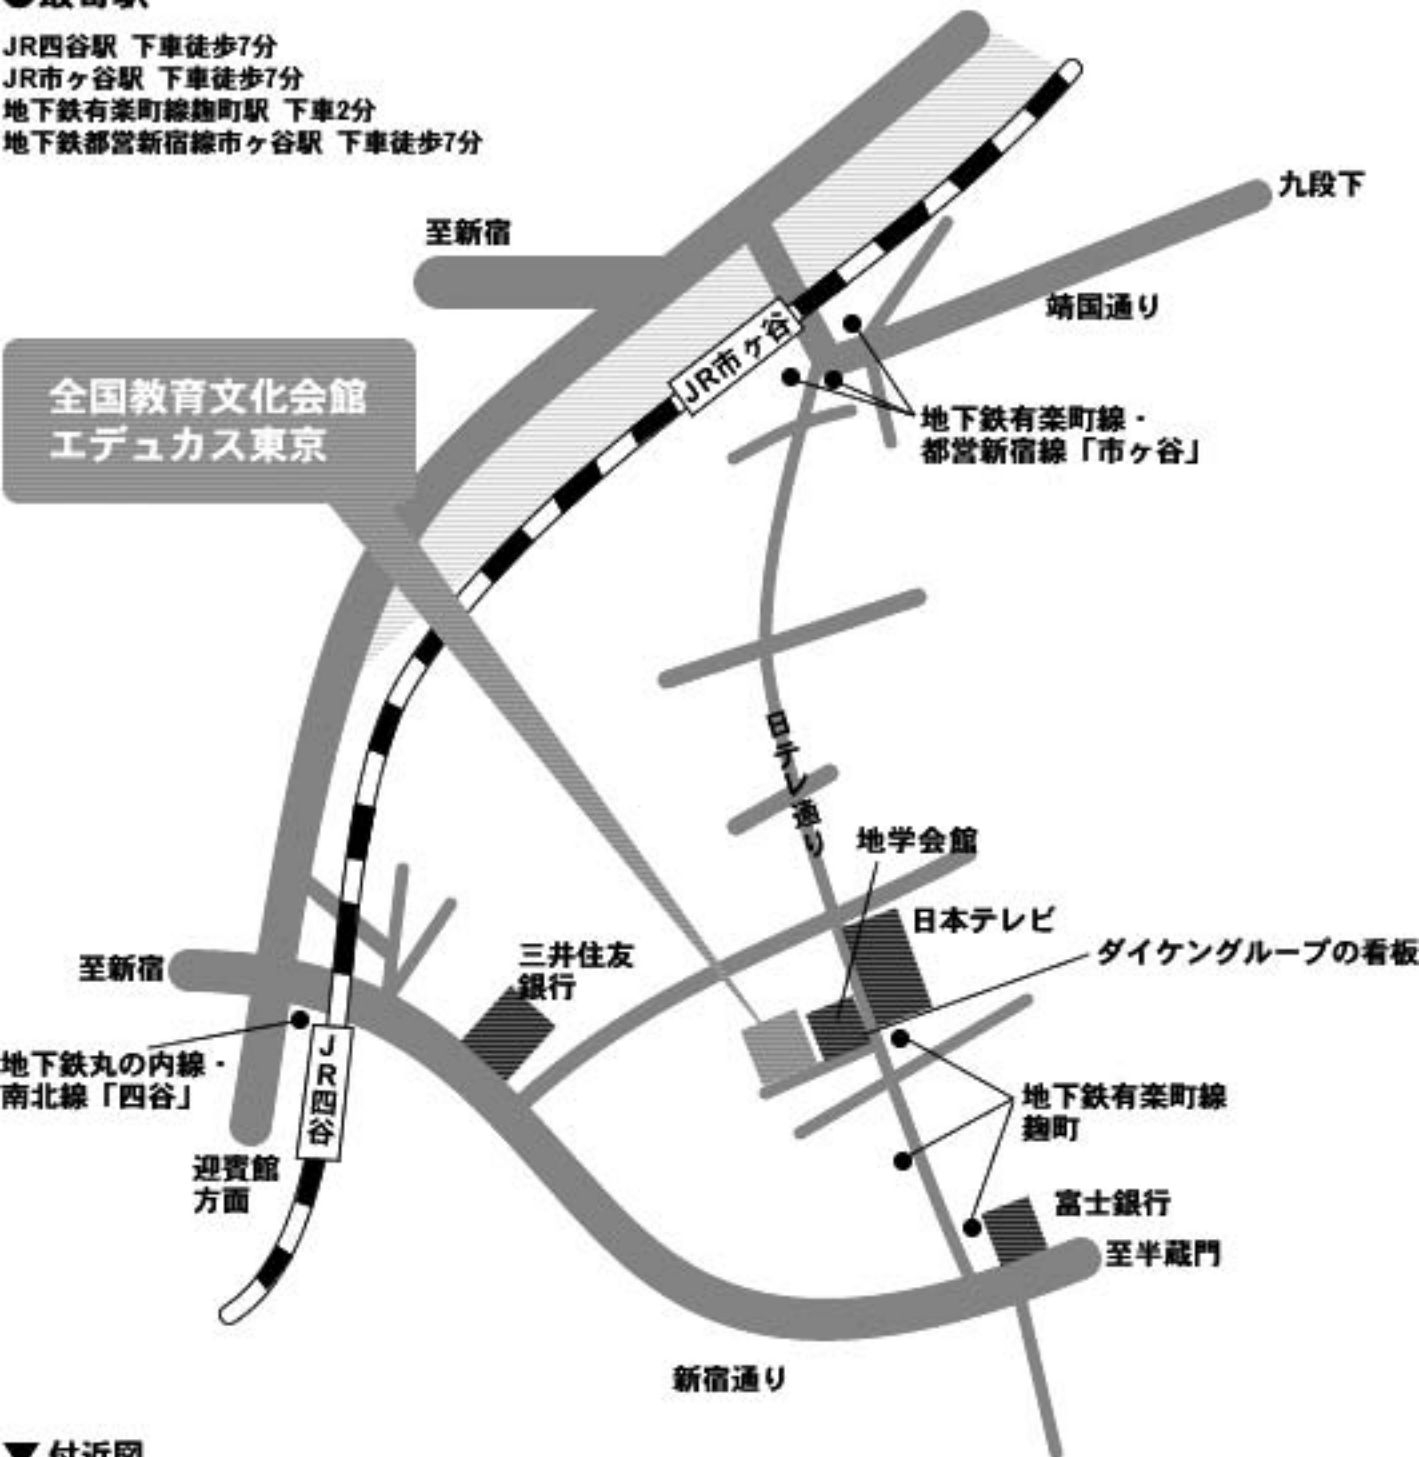 ●最寄駅
JR四谷駅 下車徒歩7分
JR市ヶ谷駅 下車徒歩7分
地下鉄有楽町線麹町駅 下車2分
地下鉄都営新宿線市ヶ谷駅 下車徒歩7分
九段下
至新宿
靖国通り
JR市ヶ谷
全国教育文化会館
エデュカス東京
地下鉄有楽町線・
都営新宿線「市ヶ谷」
日テレ通り
地学会館
日本テレビ
ダイケングループの看板
三井住友
銀行
至新宿
地下鉄丸の内線・
南北線「四谷」
JR四谷
地下鉄有楽町線
麹町
迎賓館
方面
富士銀行
至半蔵門
新宿通り
▼付近図